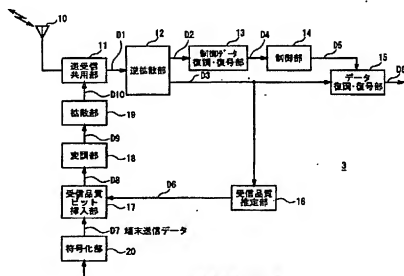 10
11
送受信
共用部
D1
12
逆拡散部
D2
D3
13
制御データ
復調・復号部
D4
14
制御部
D5
15
データ
復調・復号部
D10
拡散部
19
D9
変調部
18
D8
受信品質
ビット
挿入部
17
D6
受信品質
推定部
16
3
D7 端末送信データ
符号化部
20